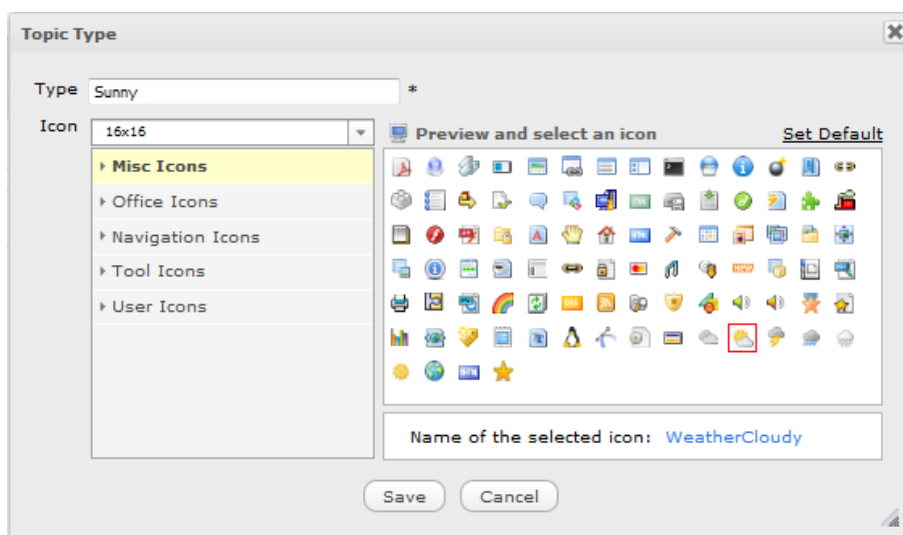 Topic Type
Type Sunny *
Icon 16x16
Preview and select an icon Set Default
Misc Icons
Office Icons
Navigation Icons
Tool Icons
User Icons
Name of the selected icon: WeatherCloudy
Save Cancel